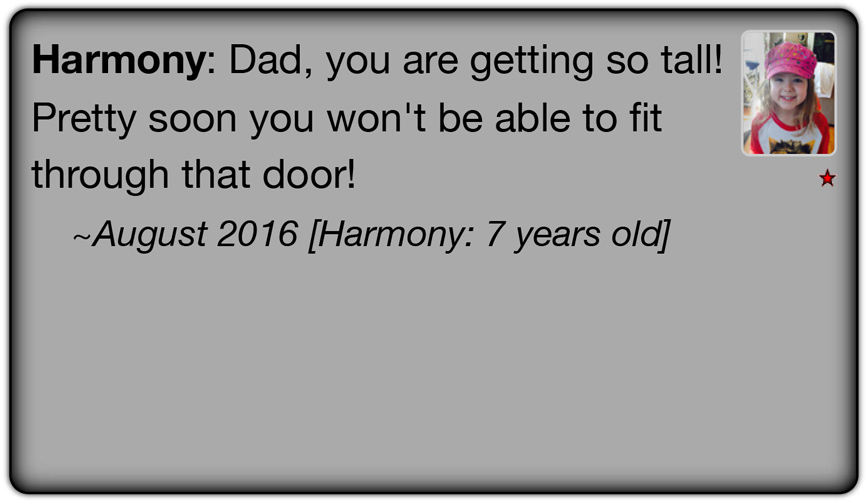 Harmony: Dad, you are getting so tall!
Pretty soon you won't be able to fit
through that door!
~August 2016 [Harmony: 7 years old]